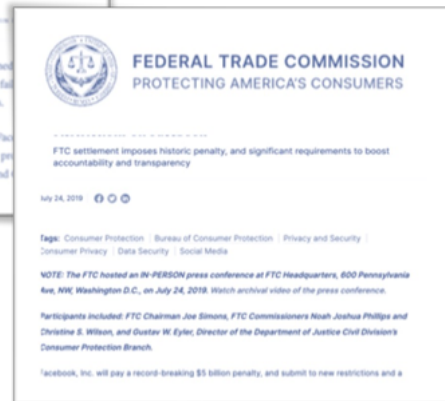 FEDERAL TRADE COMMISSION
PROTECTING AMERICA'S CONSUMERS
FTC settlement imposes historic penalty, and significant requirements to boost
accountability and transparency
July 24, 2019
Tags: Consumer Protection | Bureau of Consumer Protection | Privacy and Security |
Consumer Privacy | Data Security | Social Media
NOTE: The FTC hosted an IN-PERSON press conference at FTC Headquarters, 600 Pennsylvania
Ave, NW, Washington D.C., on July 24, 2019. Watch archival video of the press conference.
Participants included: FTC Chairman Joe Simons, FTC Commissioners Noah Joshua Phillips and
Christine S. Wilson, and Gustav W. Eyler, Director of the Department of Justice Civil Division's
Consumer Protection Branch.
Facebook, Inc. will pay a record-breaking $5 billion penalty, and submit to new restrictions and a